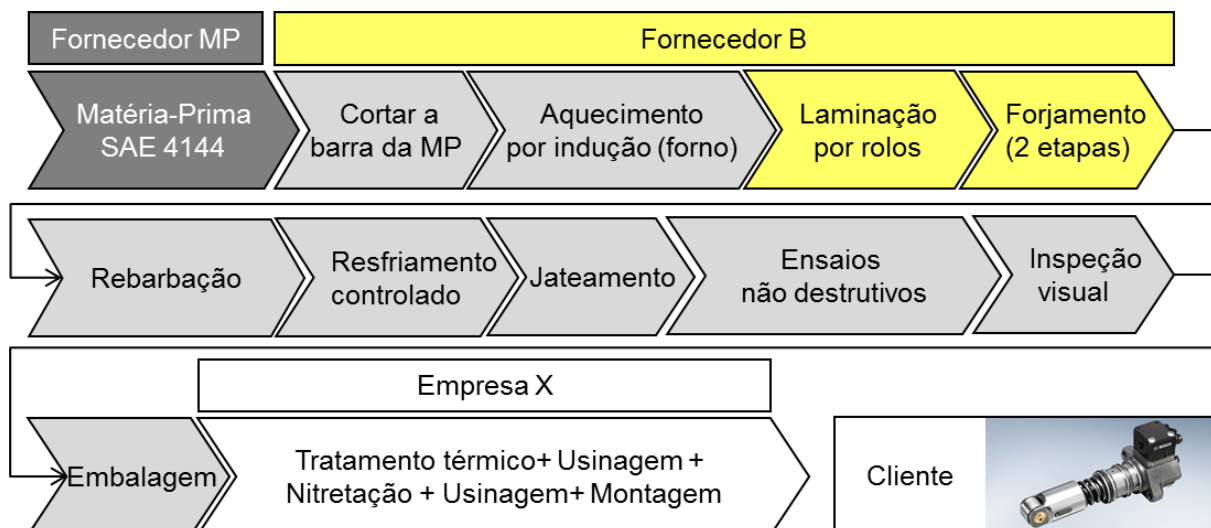 Fornecedor MP
Fornecedor B
Matéria-Prima
SAE 4144
Cortar a
barra da MP
Aquecimento
por indução (forno)
Laminação
por rolos
Forjamento
(2 etapas)
Rebarbação
Resfriamento
controlado
Jateamento
Ensaios
não destrutivos
Inspeção
visual
Empresa X
Embalagem
Tratamento térmico+ Usinagem +
Nitretação + Usinagem+ Montagem
Cliente